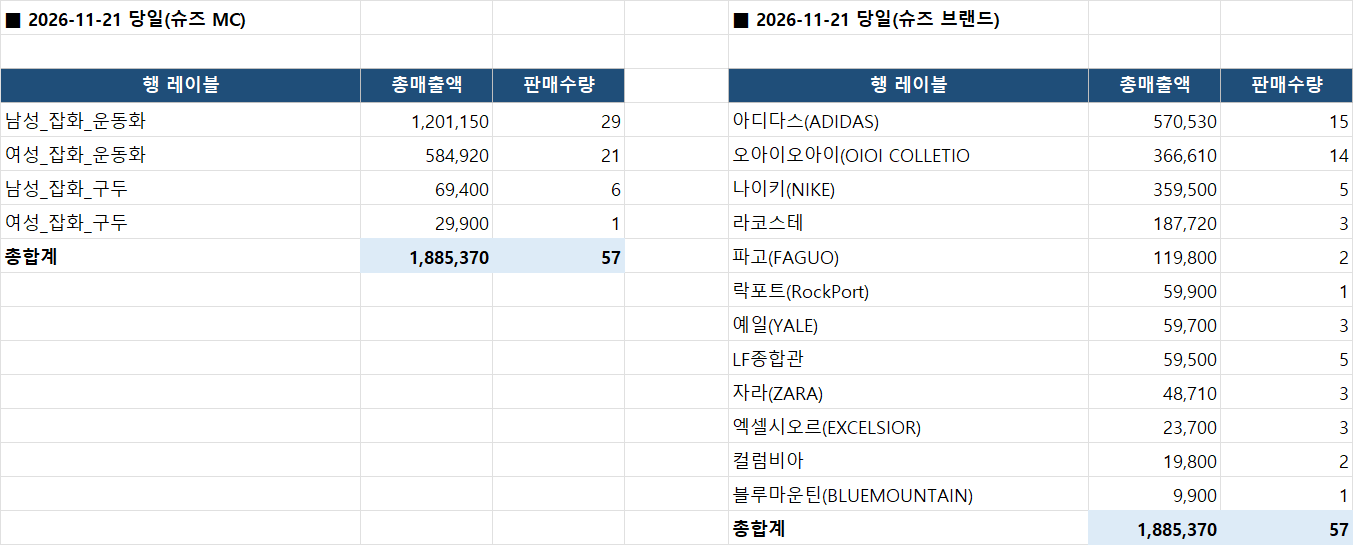 ■ 2026-11-21 당일(슈즈 MC)
행 레이블 총매출액 판매수량
남성_잡화_운동화 1,201,150 29
여성_잡화_운동화 584,920 21
남성_잡화_구두 69,400 6
여성_잡화_구두 29,900 1
총합계 1,885,370 57
■ 2026-11-21 당일(슈즈 브랜드)
행 레이블 총매출액 판매수량
아디다스(ADIDAS) 570,530 15
오아이오아이(OIOI COLLETIO 366,610 14
나이키(NIKE) 359,500 5
라코스테 187,720 3
파고(FAGUO) 119,800 2
락포트(RockPort) 59,900 1
예일(YALE) 59,700 3
LF종합관 59,500 5
자라(ZARA) 48,710 3
엑셀시오르(EXCELSIOR) 23,700 3
컬럼비아 19,800 2
블루마운틴(BLUEMOUNTAIN) 9,900 1
총합계 1,885,370 57